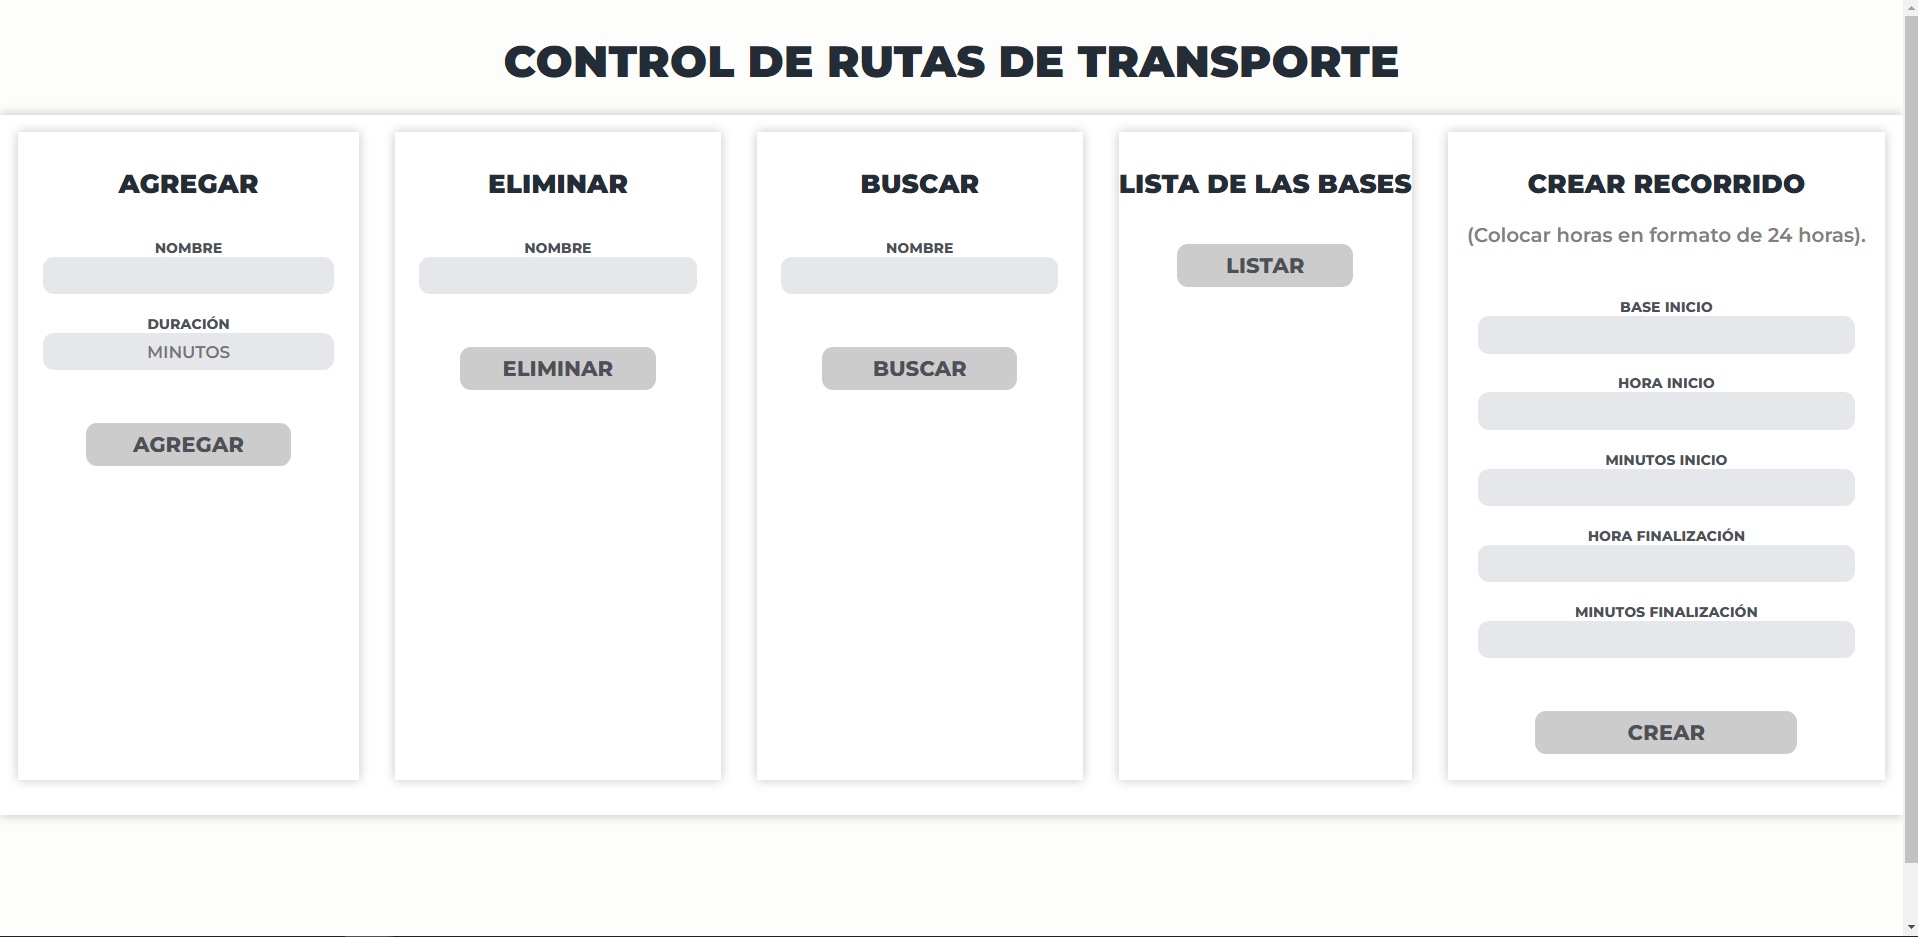 CONTROL DE RUTAS DE TRANSPORTE
AGREGAR
NOMBRE
DURACIÓN
MINUTOS
AGREGAR
ELIMINAR
NOMBRE
ELIMINAR
BUSCAR
NOMBRE
BUSCAR
LISTA DE LAS BASES
LISTAR
CREAR RECORRIDO
(Colocar horas en formato de 24 horas).
BASE INICIO
HORA INICIO
MINUTOS INICIO
HORA FINALIZACIÓN
MINUTOS FINALIZACIÓN
CREAR